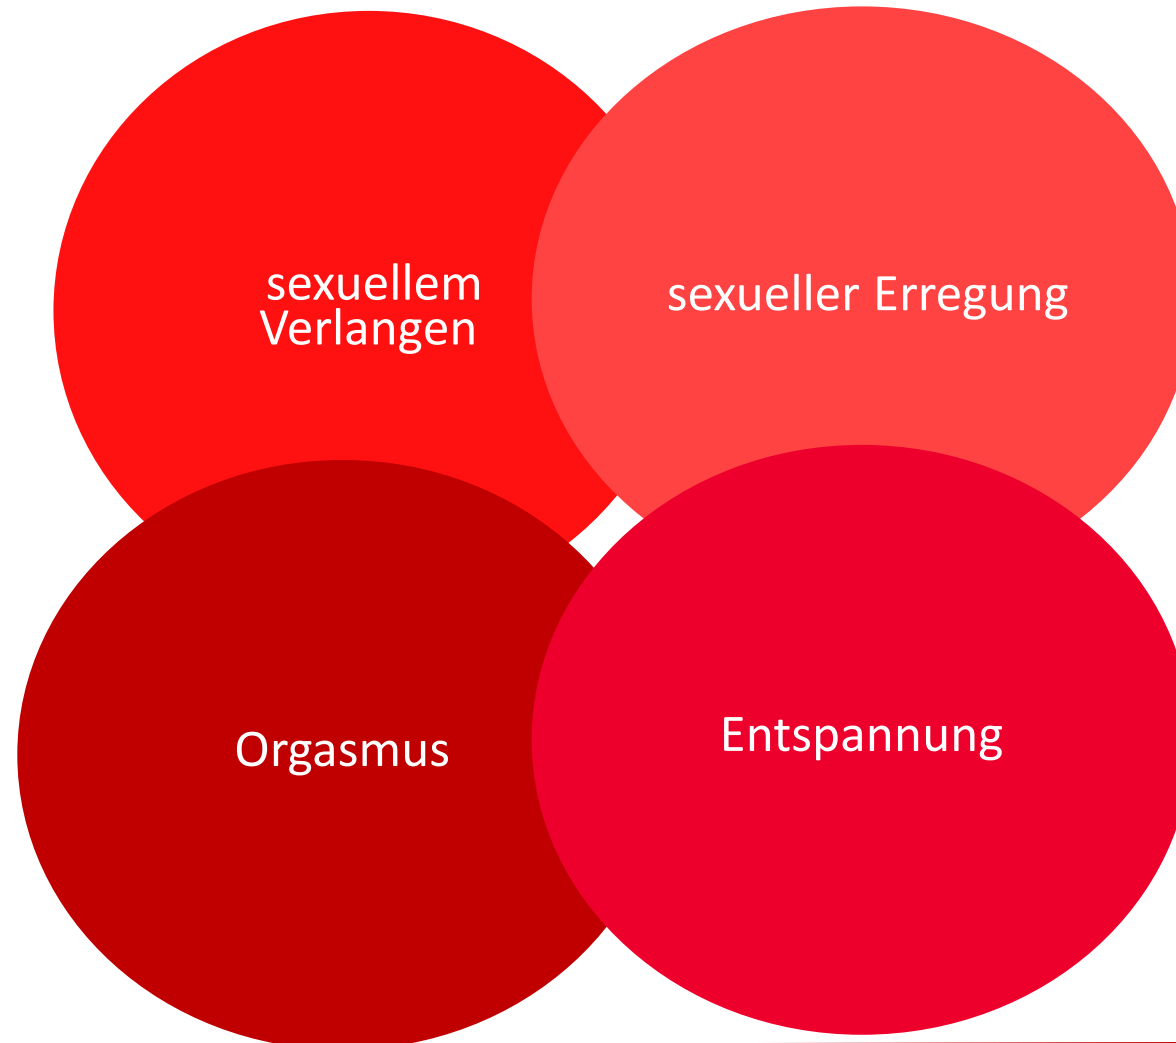 sexuellem
Verlangen
sexueller Erregung
Orgasmus
Entspannung